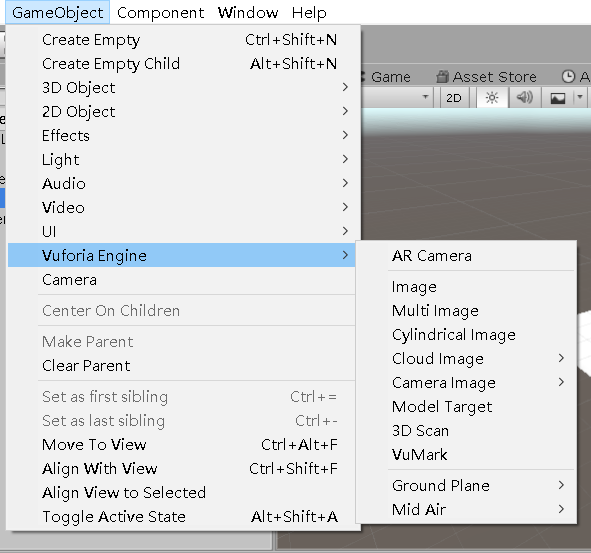 GameObject Component Window Help
Create Empty Ctrl+Shift+N
Create Empty Child Alt+Shift+N
3D Object
2D Object
Effects
Light
Audio
Video
UI
Vuforia Engine
Camera
Center On Children
Make Parent
Clear Parent
Set as first sibling Ctrl+=
Set as last sibling Ctrl+-
Move To View Ctrl+Alt+F
Align With View Ctrl+Shift+F
Align View to Selected
Toggle Active State Alt+Shift+A
Game Asset Store A
2D
AR Camera
Image
Multi Image
Cylindrical Image
Cloud Image
Camera Image
Model Target
3D Scan
VuMark
Ground Plane
Mid Air